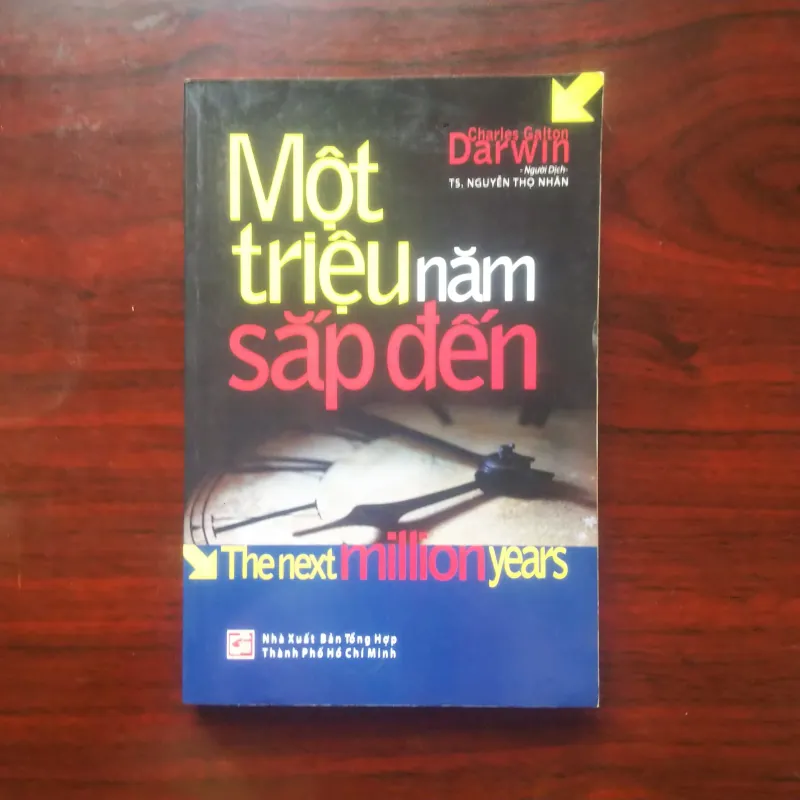 Charles Galton
Darwin
- Người Dịch-
TS. NGUYỄN THỌ NHÂN
Một
triệu năm
sắp đến
The next million years
Nhà Xuất Bản Tổng Hợp
Thành Phố Hồ Chí Minh